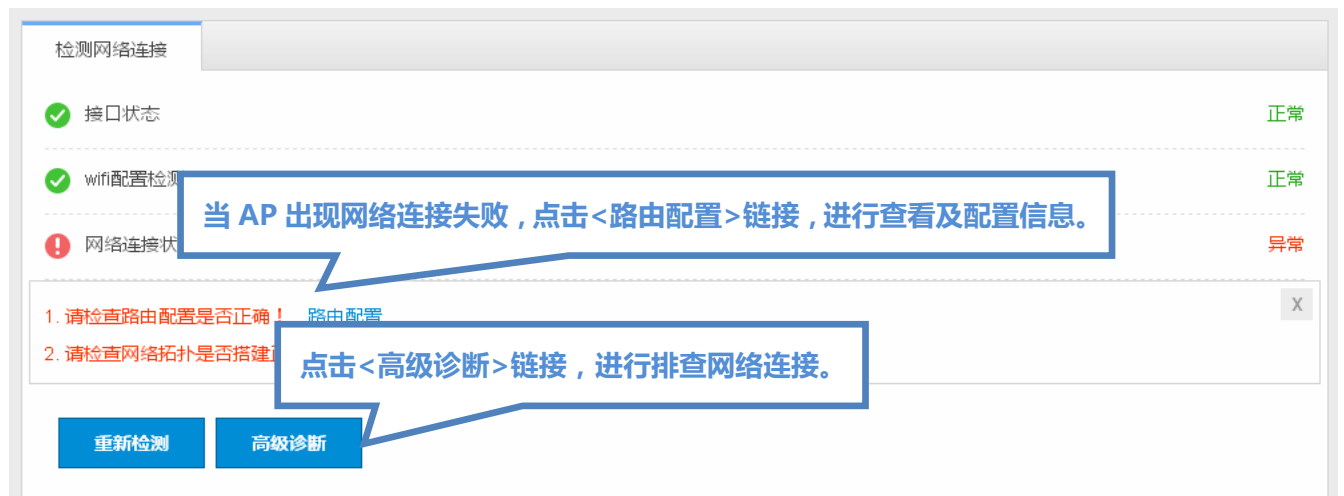 检测网络连接
接口状态 正常
wifi配置检测 正常
当 AP 出现网络连接失败，点击<路由配置>链接，进行查看及配置信息。
网络连接状 异常
1. 请检查路由配置是否正确！ 路由配置 X
2. 请检查网络拓扑是否搭建正
点击<高级诊断>链接，进行排查网络连接。
重新检测 高级诊断